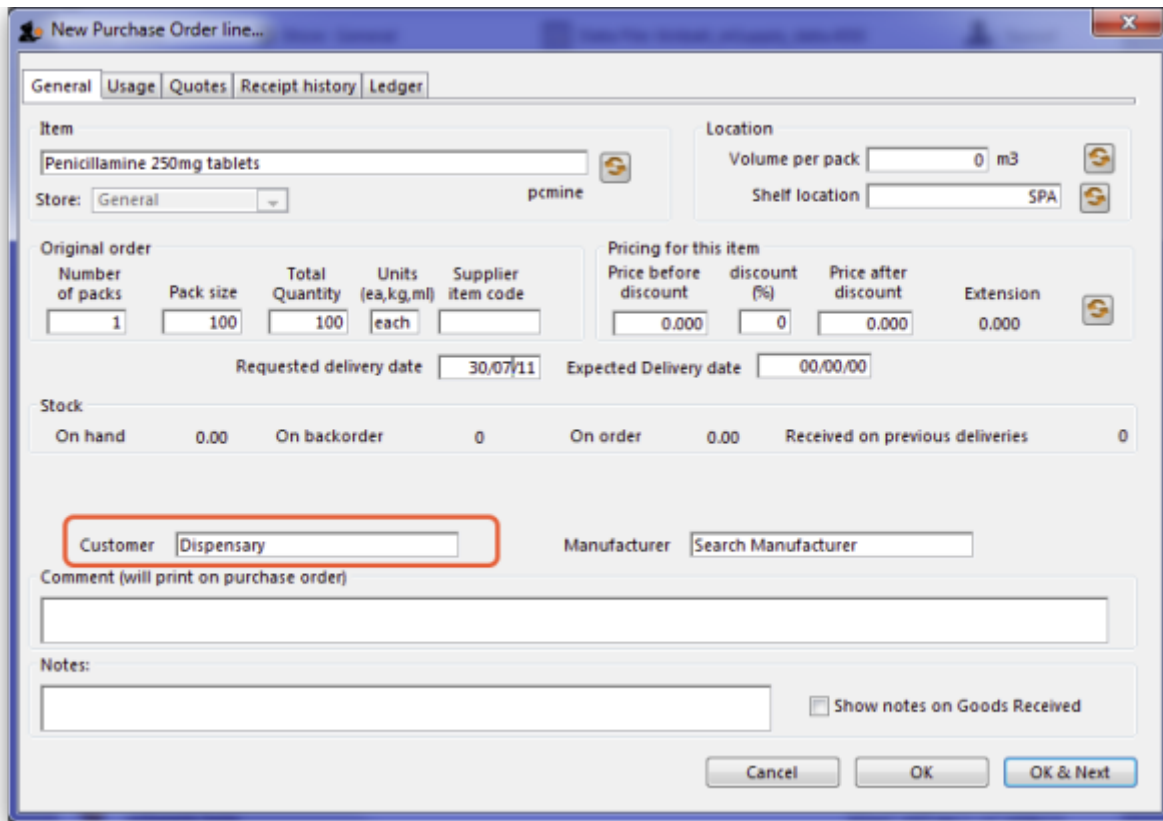 New Purchase Order line...
General Usage Quotes Receipt history Ledger
Item
Penicillamine 250mg tablets
pcmine
Store: General
Location
Volume per pack 0 m3
Shelf location SPA
Original order
Number of packs Pack size Total Quantity Units (ea,kg,ml) Supplier item code
1 100 100 each
Pricing for this item
Price before discount discount (%) Price after discount Extension
0.000 0 0.000 0.000
Requested delivery date 30/07/11 Expected Delivery date 00/00/00
Stock
On hand 0.00 On backorder 0 On order 0.00 Received on previous deliveries 0
Customer Dispensary Manufacturer Search Manufacturer
Comment (will print on purchase order)
Notes:
Show notes on Goods Received
Cancel OK OK & Next